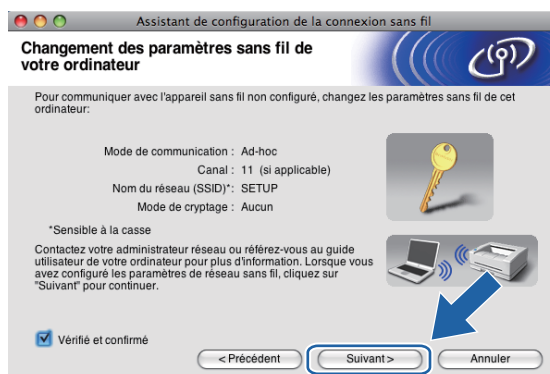 Assistant de configuration de la connexion sans fil
Changement des paramètres sans fil de
votre ordinateur
Pour communiquer avec l'appareil sans fil non configuré, changez les paramètres sans fil de cet
ordinateur:
Mode de communication : Ad-hoc
Canal : 11 (si applicable)
Nom du réseau (SSID)*: SETUP
Mode de cryptage : Aucun
*Sensible à la casse
Contactez votre administrateur réseau ou référez-vous au guide
utilisateur de votre ordinateur pour plus d'information. Lorsque vous
avez configuré les paramètres de réseau sans fil, cliquez sur
"Suivant" pour continuer.
Vérifié et confirmé
< Précédent Suivant > Annuler